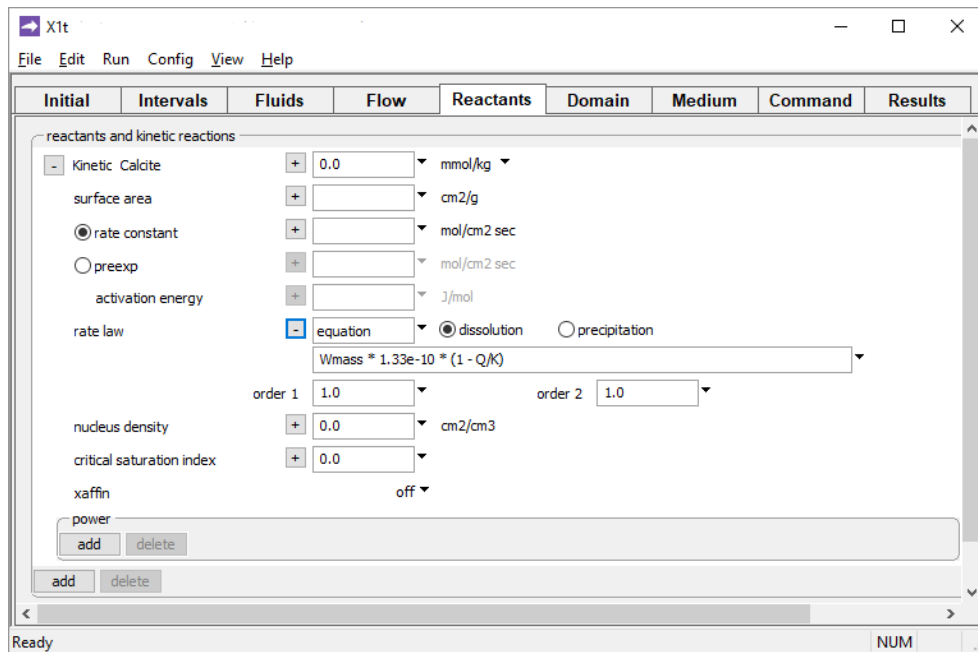 X1t
File Edit Run Config View Help
Initial Intervals Fluids Flow Reactants Domain Medium Command Results
reactants and kinetic reactions
- Kinetic Calcite + 0.0 mmol/kg
surface area + cm2/g
rate constant + mol/cm2 sec
preexp + mol/cm2 sec
activation energy + J/mol
rate law - equation dissolution precipitation
Wmass * 1.33e-10 * (1 - Q/K)
order 1 1.0 order 2 1.0
nucleus density + 0.0 cm2/cm3
critical saturation index + 0.0
xaffin off
power
add delete
add delete
Ready NUM